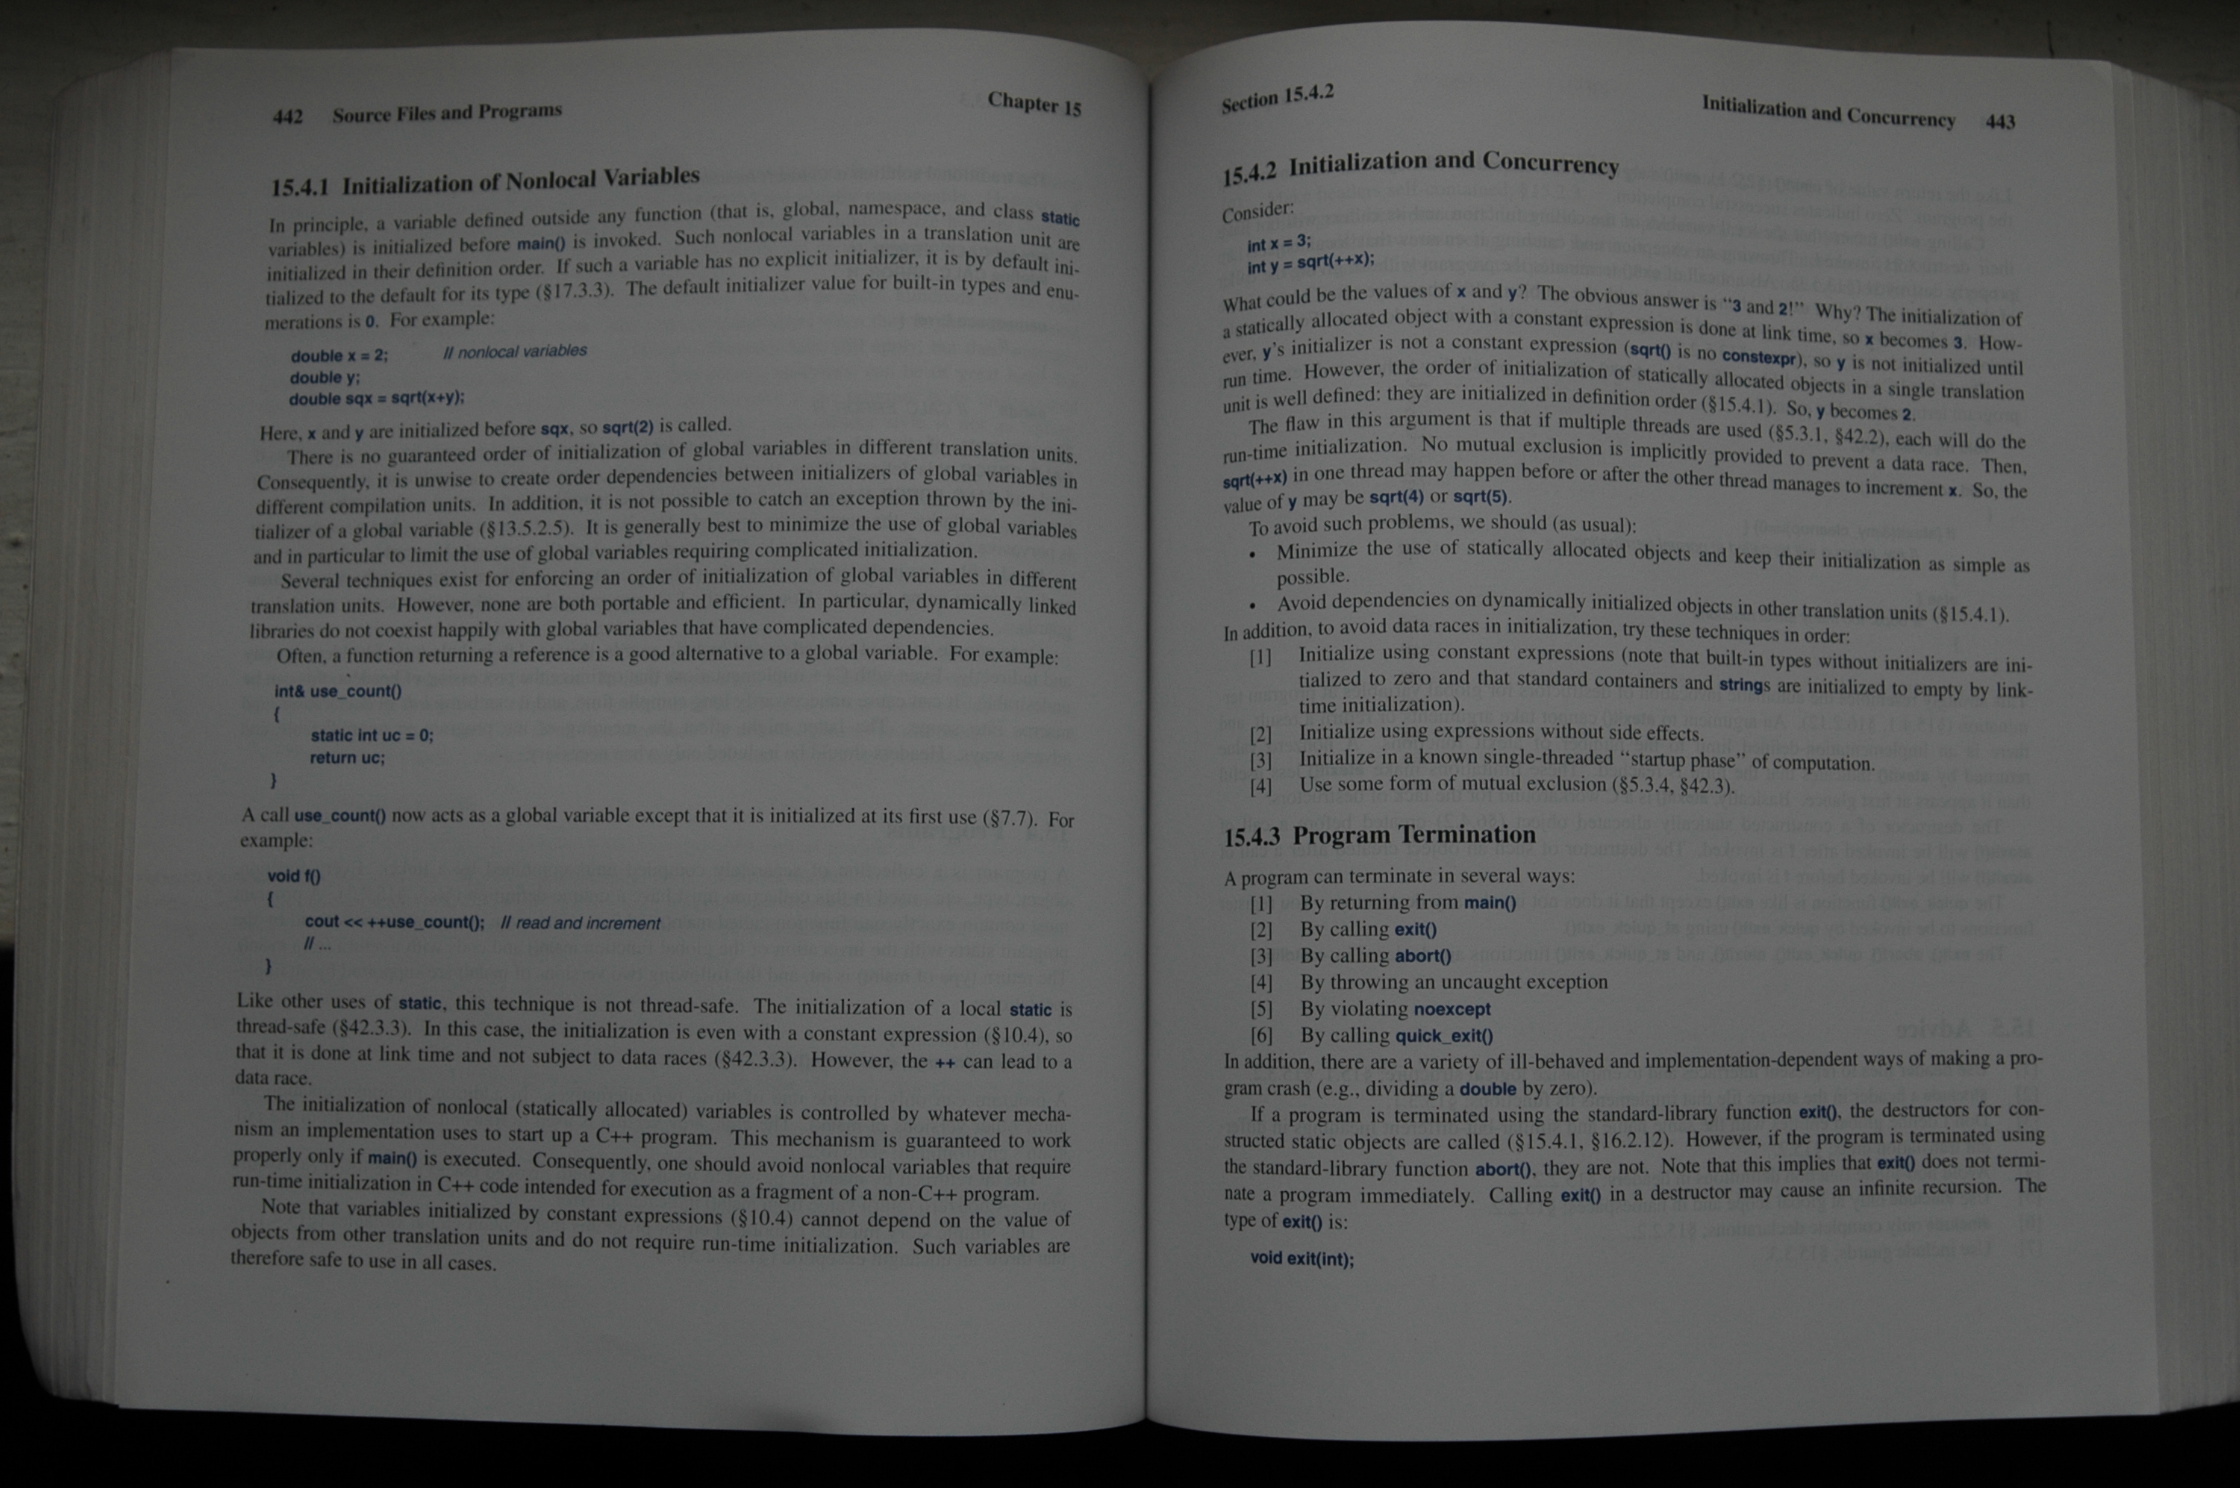 442 Source Files and Programs Chapter 15
15.4.1 Initialization of Nonlocal Variables
In principle, a variable defined outside any function (that is, global, namespace, and class static
variables) is initialized before main() is invoked. Such nonlocal variables in a translation unit are
initialized in their definition order. If such a variable has no explicit initializer, it is by default ini-
tialized to the default for its type (§17.3.3). The default initializer value for built-in types and enu-
merations is 0. For example:
double x = 2; // nonlocal variables
double y;
double sqx = sqrt(x+y);
Here, x and y are initialized before sqx, so sqrt(2) is called.
There is no guaranteed order of initialization of global variables in different translation units.
Consequently, it is unwise to create order dependencies between initializers of global variables in
different compilation units. In addition, it is not possible to catch an exception thrown by the ini-
tializer of a global variable (§13.5.2.5). It is generally best to minimize the use of global variables
and in particular to limit the use of global variables requiring complicated initialization.
Several techniques exist for enforcing an order of initialization of global variables in different
translation units. However, none are both portable and efficient. In particular, dynamically linked
libraries do not coexist happily with global variables that have complicated dependencies.
Often, a function returning a reference is a good alternative to a global variable. For example:
int& use_count()
{
static int uc = 0;
return uc;
}
A call use_count() now acts as a global variable except that it is initialized at its first use (§7.7). For
example:
void f()
{
cout << ++use_count(); // read and increment
// ...
}
Like other uses of static, this technique is not thread-safe. The initialization of a local static is
thread-safe (§42.3.3). In this case, the initialization is even with a constant expression (§10.4), so
that it is done at link time and not subject to data races (§42.3.3). However, the ++ can lead to a
data race.
The initialization of nonlocal (statically allocated) variables is controlled by whatever mecha-
nism an implementation uses to start up a C++ program. This mechanism is guaranteed to work
properly only if main() is executed. Consequently, one should avoid nonlocal variables that require
run-time initialization in C++ code intended for execution as a fragment of a non-C++ program.
Note that variables initialized by constant expressions (§10.4) cannot depend on the value of
objects from other translation units and do not require run-time initialization. Such variables are
therefore safe to use in all cases.
Section 15.4.2 Initialization and Concurrency 443
15.4.2 Initialization and Concurrency
Consider:
int x = 3;
int y = sqrt(++x);
What could be the values of x and y? The obvious answer is "3 and 2!" Why? The initialization of
a statically allocated object with a constant expression is done at link time, so x becomes 3. How-
ever, y's initializer is not a constant expression (sqrt() is no constexpr), so y is not initialized until
run time. However, the order of initialization of statically allocated objects in a single translation
unit is well defined: they are initialized in definition order (§15.4.1). So, y becomes 2.
The flaw in this argument is that if multiple threads are used (§5.3.1, §42.2), each will do the
run-time initialization. No mutual exclusion is implicitly provided to prevent a data race. Then,
sqrt(++x) in one thread may happen before or after the other thread manages to increment x. So, the
value of y may be sqrt(4) or sqrt(5).
To avoid such problems, we should (as usual):
• Minimize the use of statically allocated objects and keep their initialization as simple as
possible.
• Avoid dependencies on dynamically initialized objects in other translation units (§15.4.1).
In addition, to avoid data races in initialization, try these techniques in order:
[1] Initialize using constant expressions (note that built-in types without initializers are ini-
tialized to zero and that standard containers and strings are initialized to empty by link-
time initialization).
[2] Initialize using expressions without side effects.
[3] Initialize in a known single-threaded "startup phase" of computation.
[4] Use some form of mutual exclusion (§5.3.4, §42.3).
15.4.3 Program Termination
A program can terminate in several ways:
[1] By returning from main()
[2] By calling exit()
[3] By calling abort()
[4] By throwing an uncaught exception
[5] By violating noexcept
[6] By calling quick_exit()
In addition, there are a variety of ill-behaved and implementation-dependent ways of making a pro-
gram crash (e.g., dividing a double by zero).
If a program is terminated using the standard-library function exit(), the destructors for con-
structed static objects are called (§15.4.1, §16.2.12). However, if the program is terminated using
the standard-library function abort(), they are not. Note that this implies that exit() does not termi-
nate a program immediately. Calling exit() in a destructor may cause an infinite recursion. The
type of exit() is:
void exit(int);